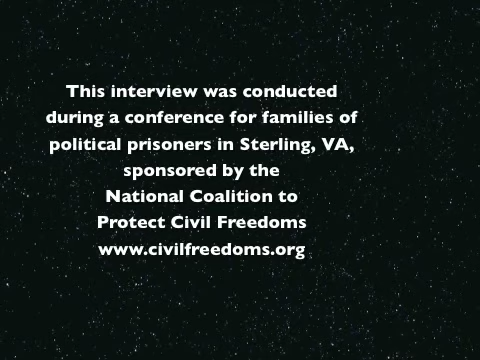 This interview was conducted
during a conference for families of
political prisoners in Sterling, VA,
sponsored by the
National Coalition to
Protect Civil Freedoms
www.civilfreedoms.org